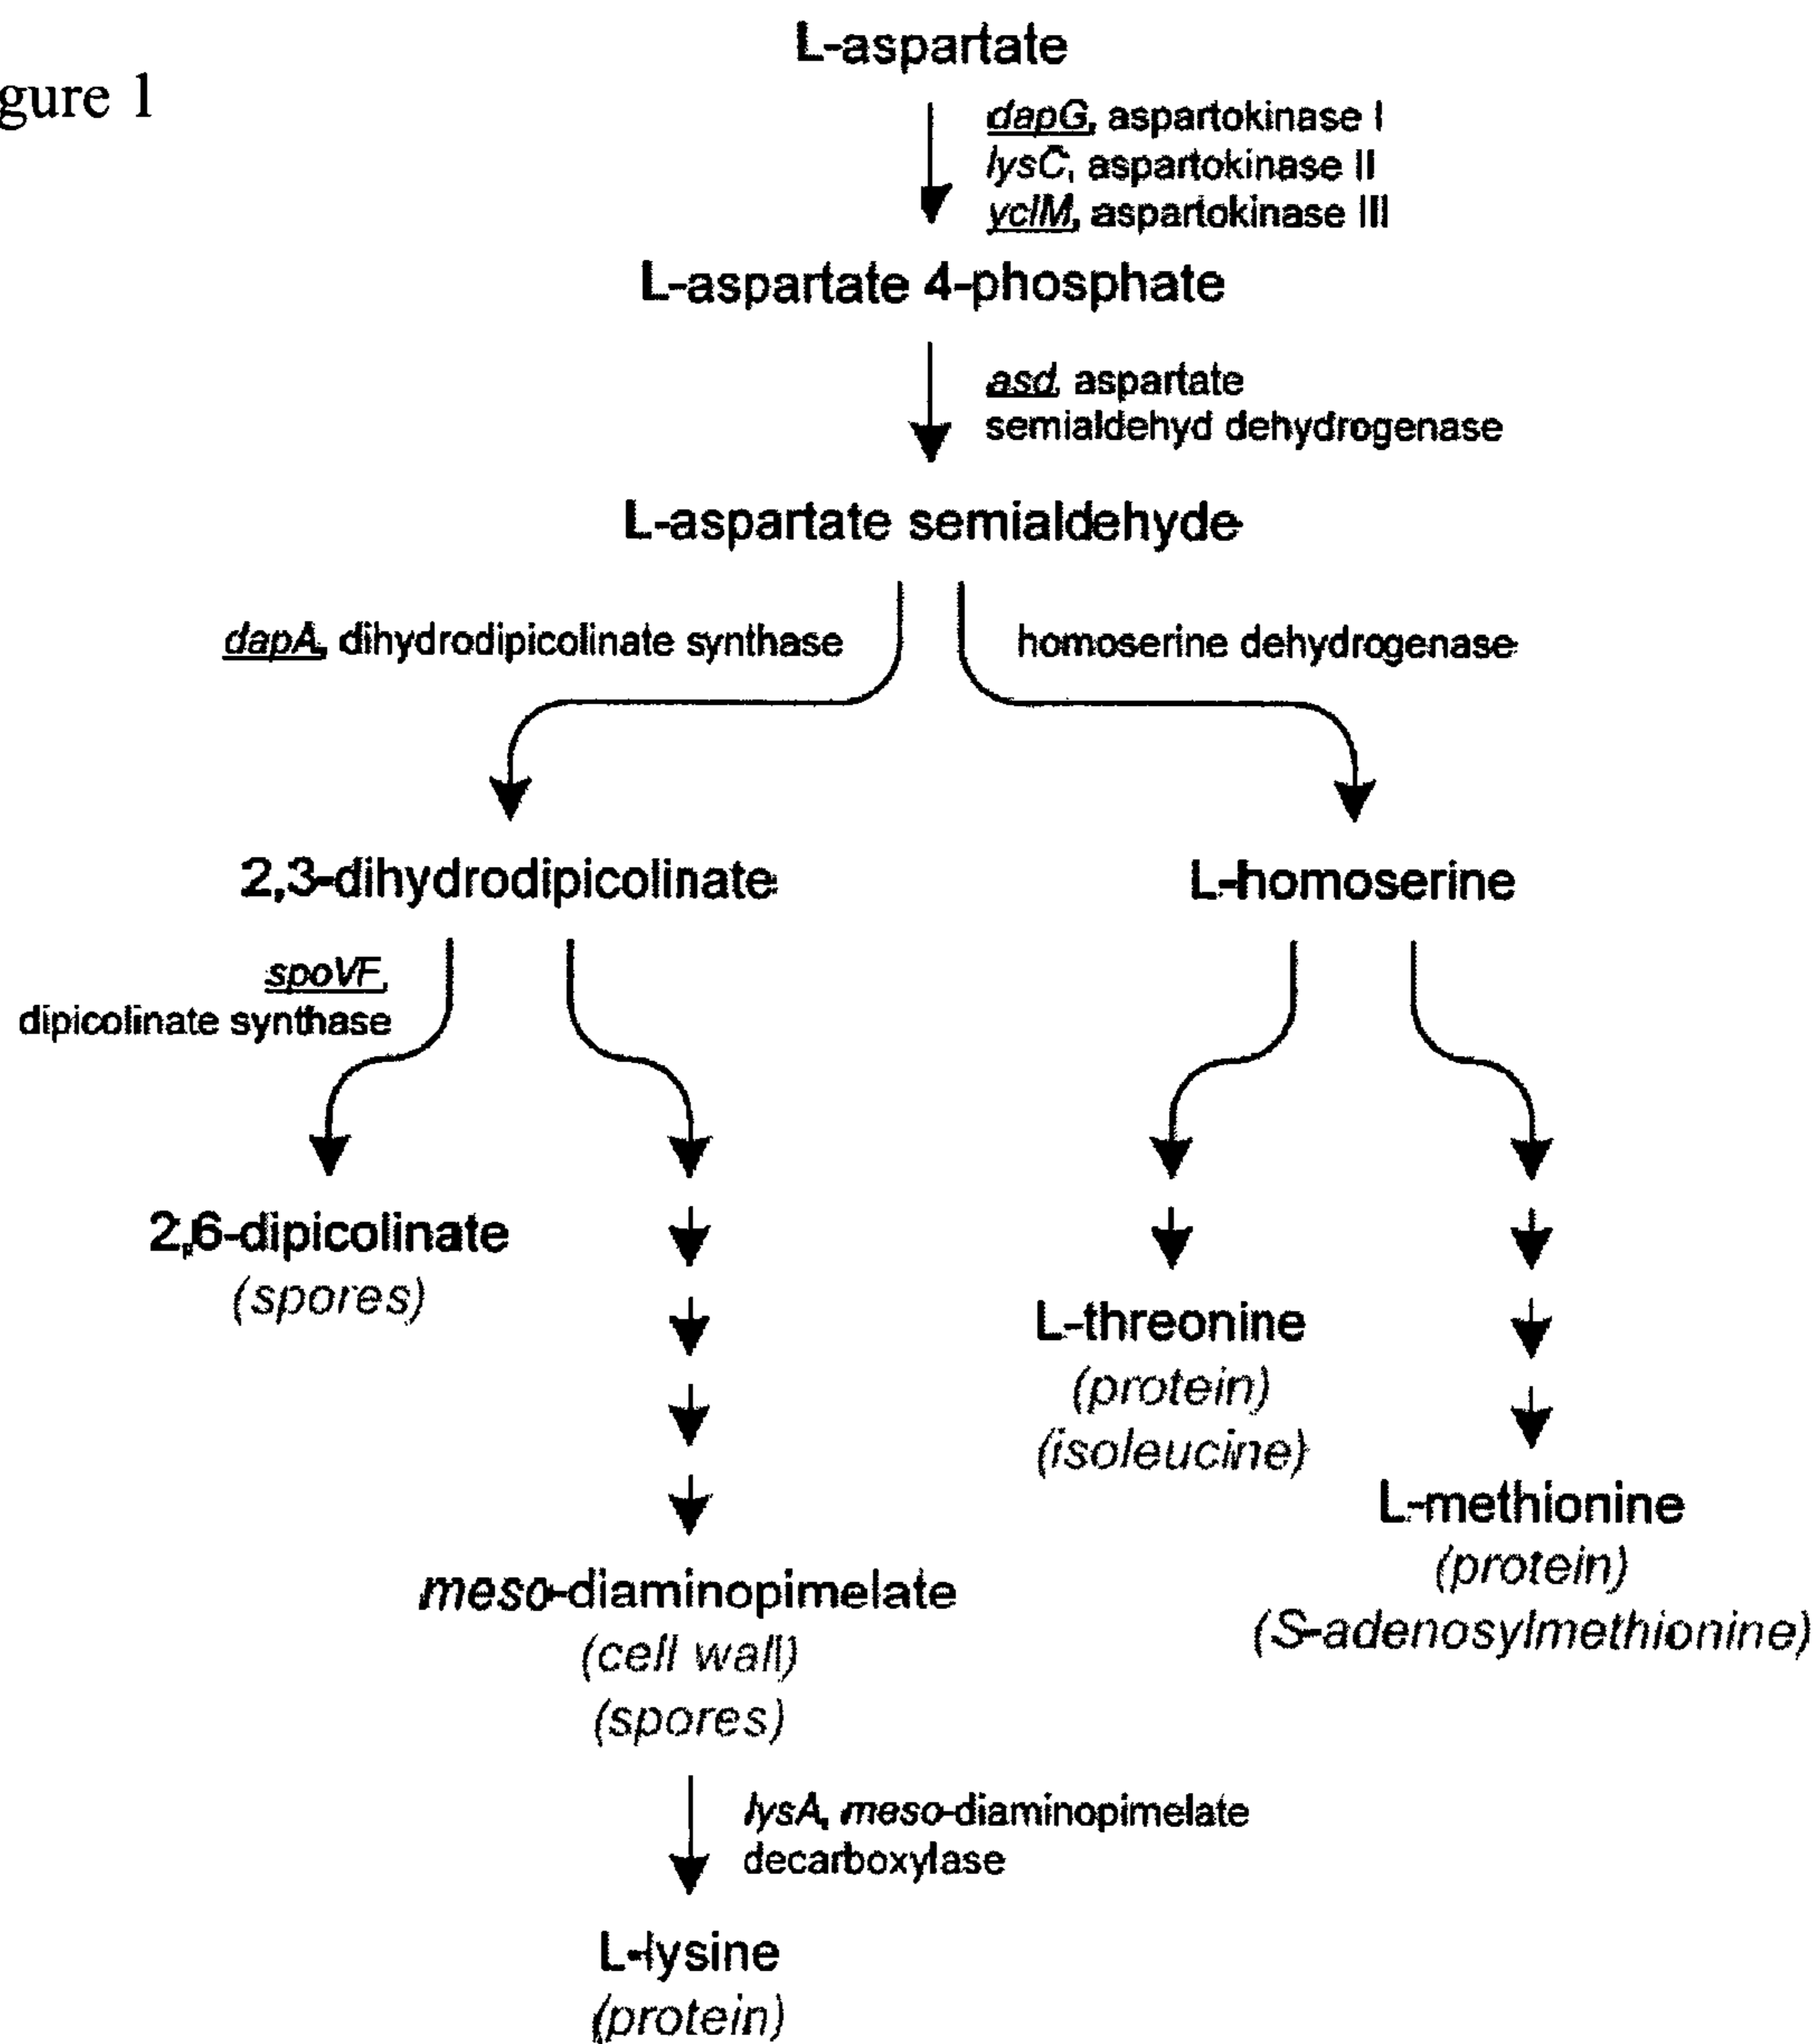 gure 1
L-aspartate
dapG, aspartokinase I
lysC, aspartokinase II
yclM, aspartokinase III
L-aspartate 4-phosphate
asd, aspartate
semialdehyd dehydrogenase
L-aspartate semialdehyde
dapA, dihydrodipicolinate synthase
homoserine dehydrogenase
2,3-dihydrodipicolinate
L-homoserine
spoVF,
dipicolinate synthase
2,6-dipicolinate
(spores)
L-threonine
(protein)
(isoleucine)
L-methionine
(protein)
(S-adenosylmethionine)
meso-diaminopimelate
(cell wall)
(spores)
lysA, meso-diaminopimelate
decarboxylase
L-lysine
(protein)